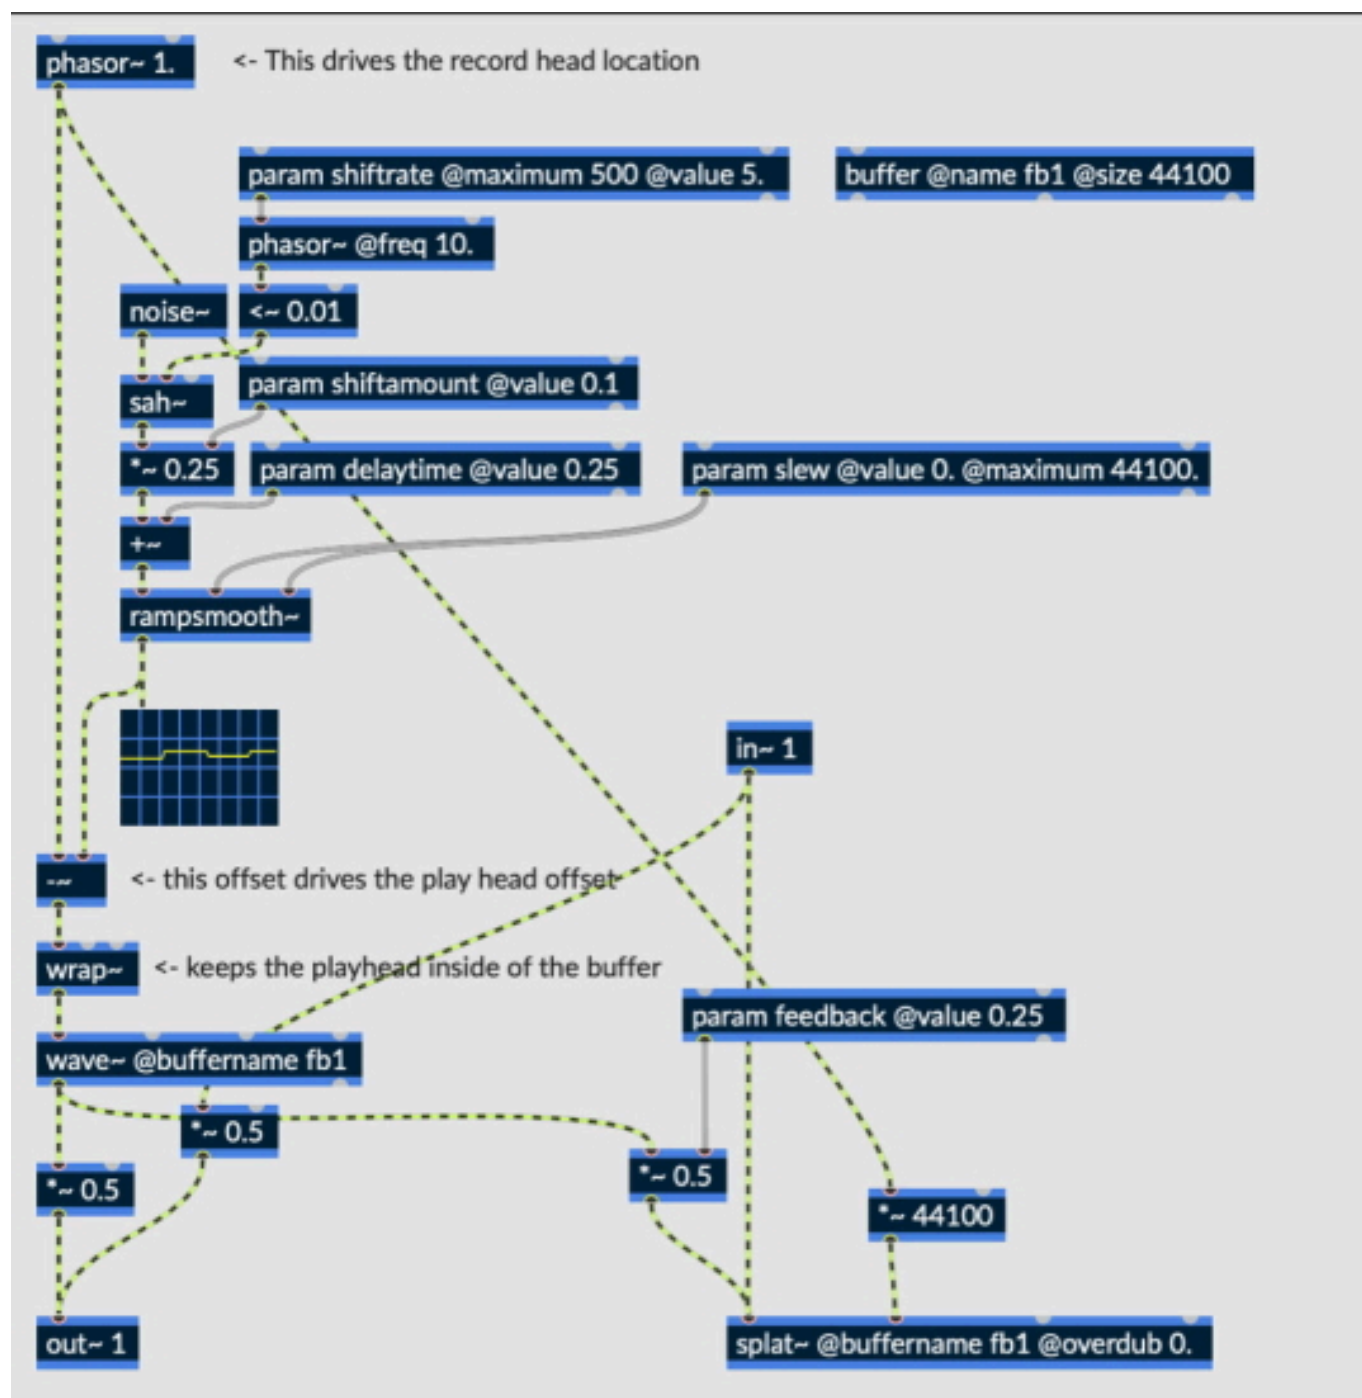 phasor~ 1.
<- This drives the record head location
param shiftrate @maximum 500 @value 5.
buffer @name fb1 @size 44100
phasor~ @freq 10.
noise~
<~ 0.01
param shiftamount @value 0.1
sah~
*~ 0.25
param delaytime @value 0.25
param slew @value 0. @maximum 44100.
+~
rampsmooth~
in~ 1
-~
<- this offset drives the play head offset
wrap~
<- keeps the playhead inside of the buffer
param feedback @value 0.25
wave~ @buffername fb1
*~ 0.5
*~ 0.5
*~ 0.5
*~ 44100
out~ 1
splat~ @buffername fb1 @overdub 0.